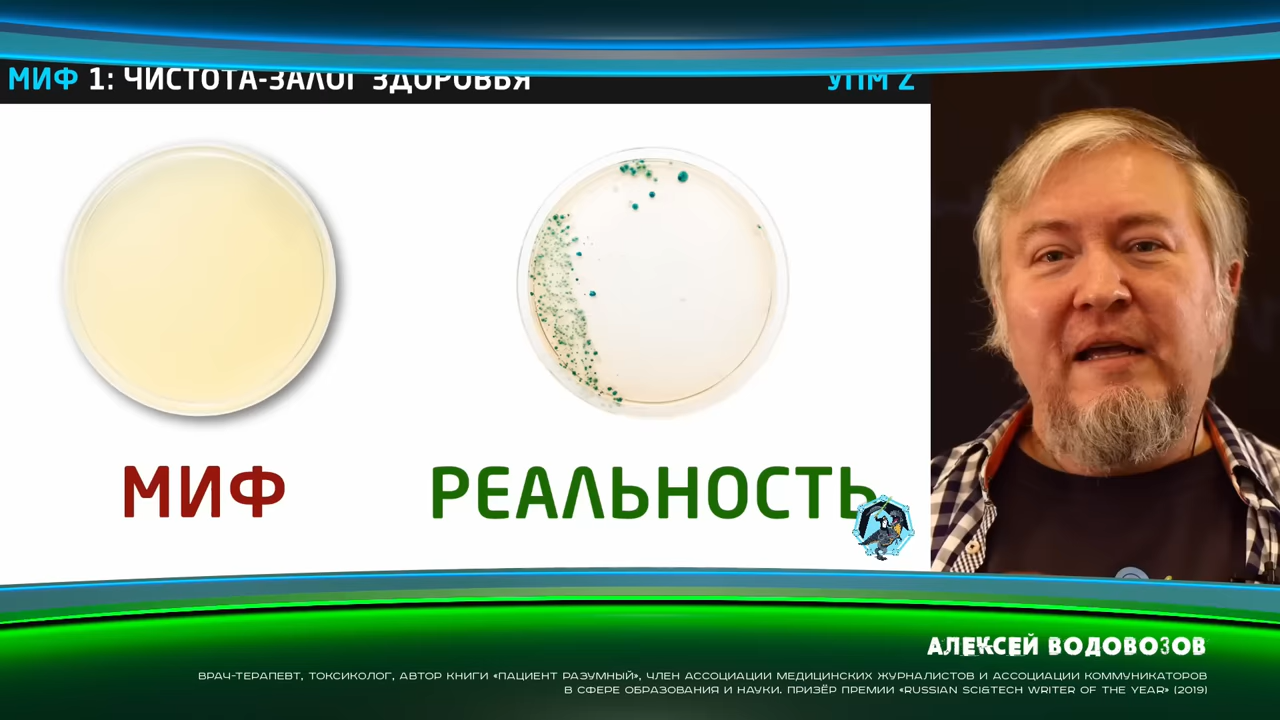 МИФ 1: ЧИСТОТА-ЗАЛОГ ЗДОРОВЬЯ
УПМ 2
МИФ
РЕАЛЬНОСТЬ
АЛЕКСЕЙ ВОДОВОЗОВ
ВРАЧ-ТЕРАПЕВТ, ТОКСИКОЛОГ, АВТОР КНИГИ «ПАЦИЕНТ РАЗУМНЫЙ», ЧЛЕН АССОЦИАЦИИ МЕДИЦИНСКИХ ЖУРНАЛИСТОВ И АССОЦИАЦИИ КОММУНИКАТОРОВ
В СФЕРЕ ОБРАЗОВАНИЯ И НАУКИ. ПРИЗЁР ПРЕМИИ «RUSSIAN SCI&TECH WRITER OF THE YEAR» (2019)